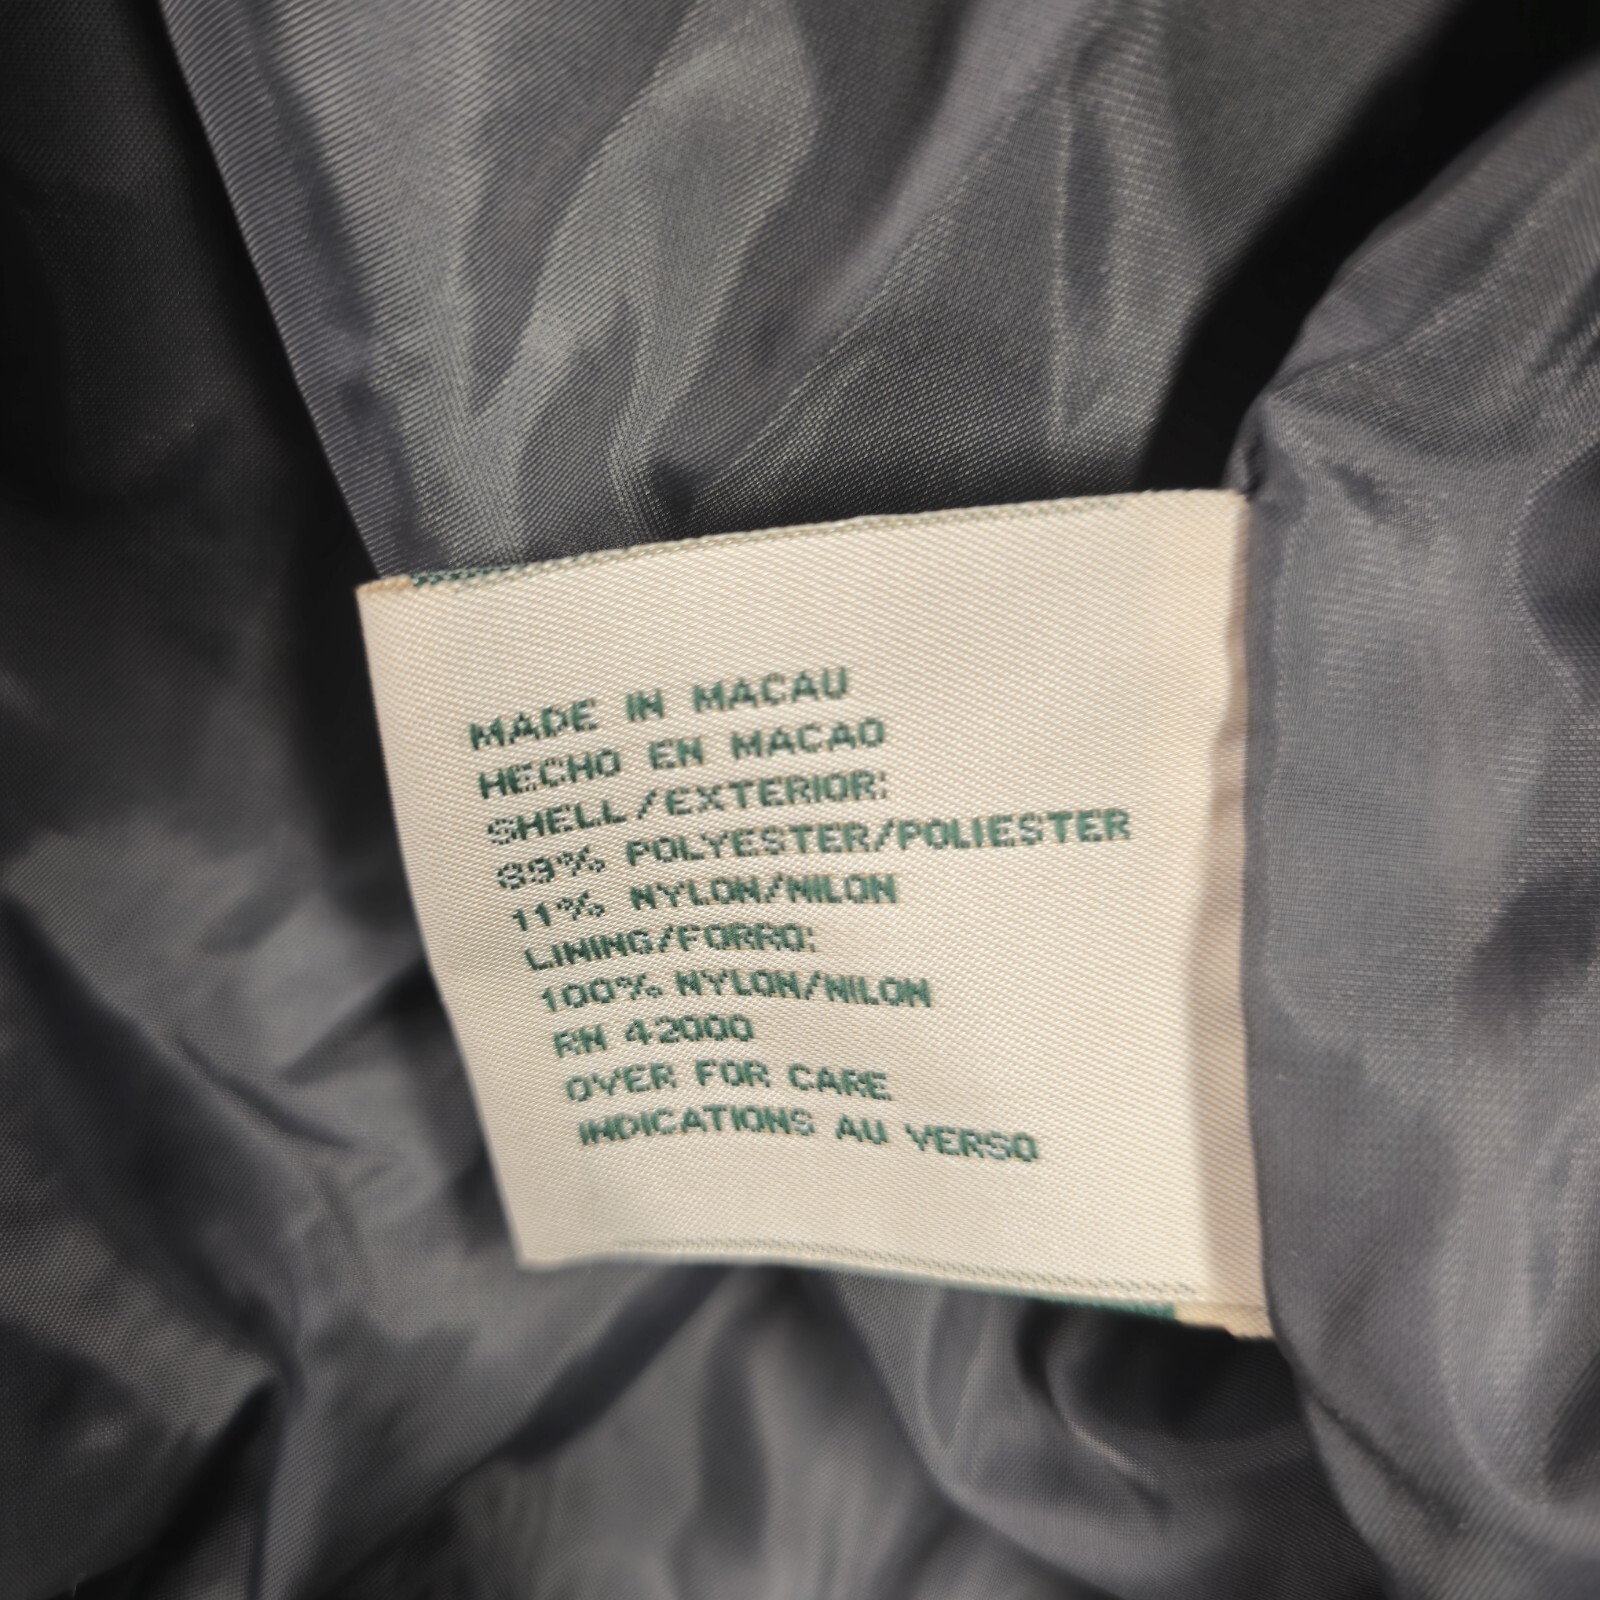 MADE IN MACAU
HECHO EN MACAO
SHELL/EXTERIOR:
89% POLYESTER/POLIESTER
11% NYLON/NILON
LINING/FORRO:
100% NYLON/NILON
RN 42000
OVER FOR CARE
INDICATIONS AU VERSO